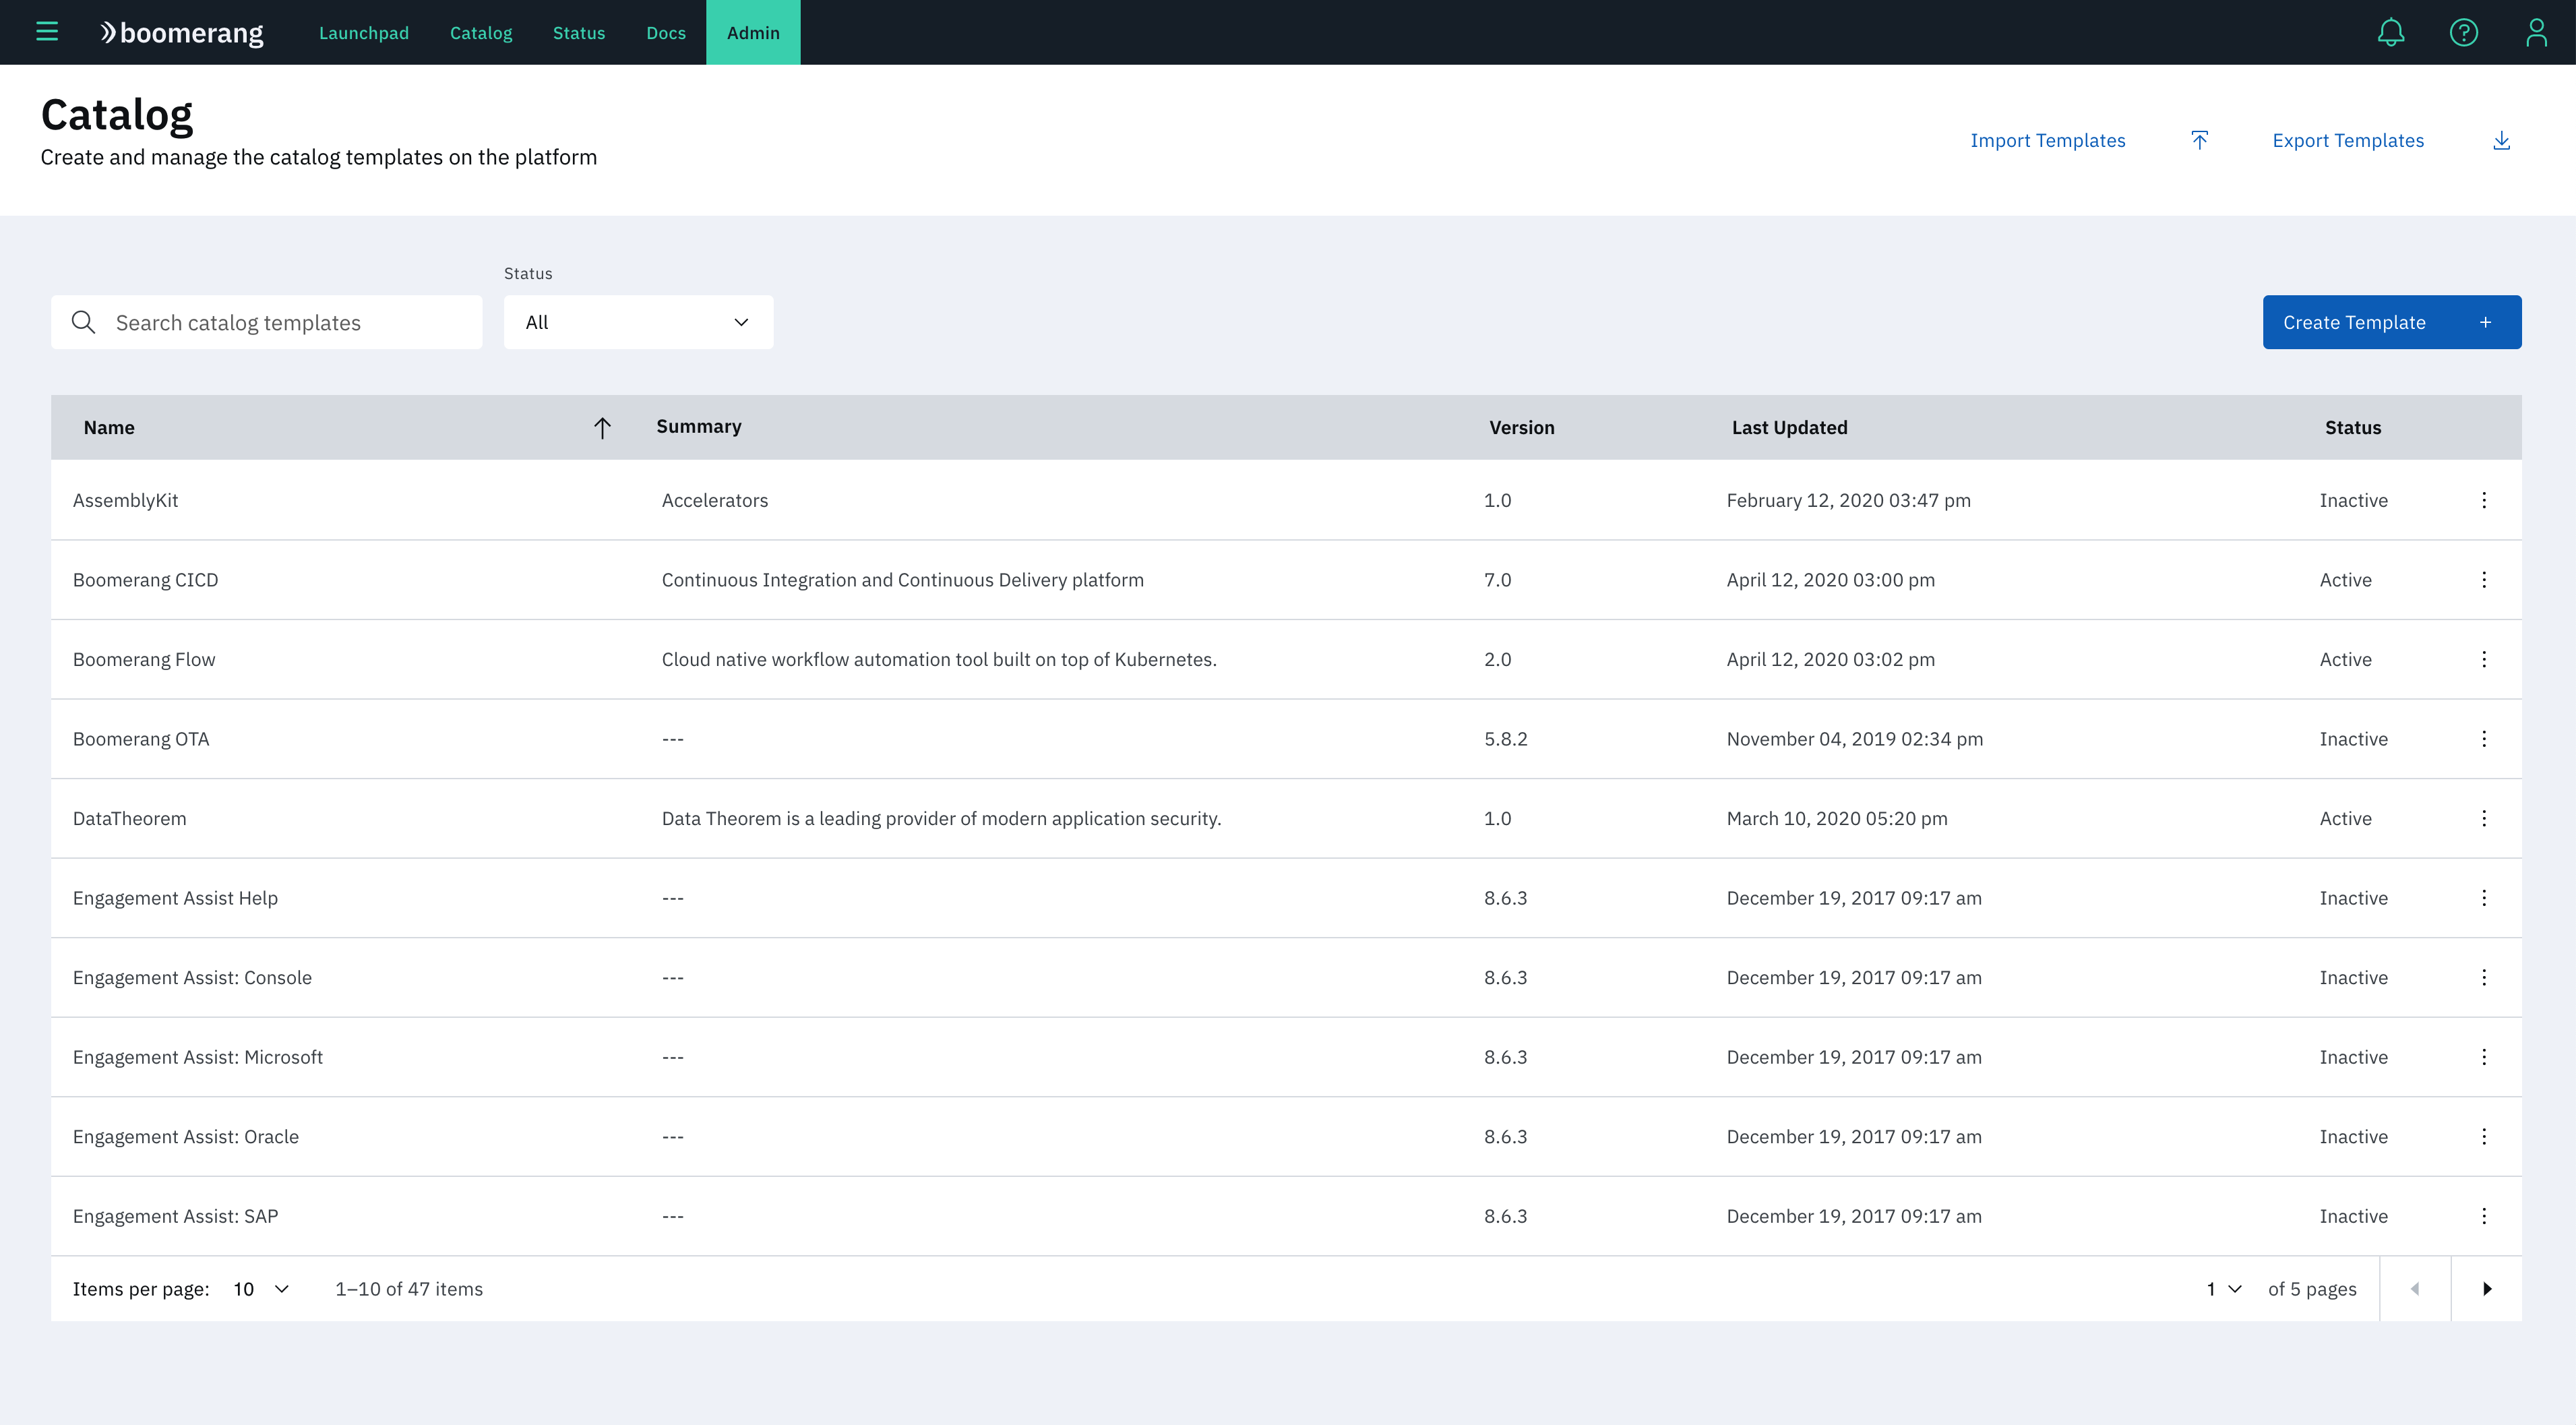 boomerang Launchpad Catalog Status Docs Admin
Catalog
Create and manage the catalog templates on the platform
Import Templates Export Templates
Status
Search catalog templates All Create Template +
Name Summary Version Last Updated Status
AssemblyKit Accelerators 1.0 February 12, 2020 03:47 pm Inactive
Boomerang CICD Continuous Integration and Continuous Delivery platform 7.0 April 12, 2020 03:00 pm Active
Boomerang Flow Cloud native workflow automation tool built on top of Kubernetes. 2.0 April 12, 2020 03:02 pm Active
Boomerang OTA --- 5.8.2 November 04, 2019 02:34 pm Inactive
DataTheorem Data Theorem is a leading provider of modern application security. 1.0 March 10, 2020 05:20 pm Active
Engagement Assist Help --- 8.6.3 December 19, 2017 09:17 am Inactive
Engagement Assist: Console --- 8.6.3 December 19, 2017 09:17 am Inactive
Engagement Assist: Microsoft --- 8.6.3 December 19, 2017 09:17 am Inactive
Engagement Assist: Oracle --- 8.6.3 December 19, 2017 09:17 am Inactive
Engagement Assist: SAP --- 8.6.3 December 19, 2017 09:17 am Inactive
Items per page: 10 1–10 of 47 items 1 of 5 pages